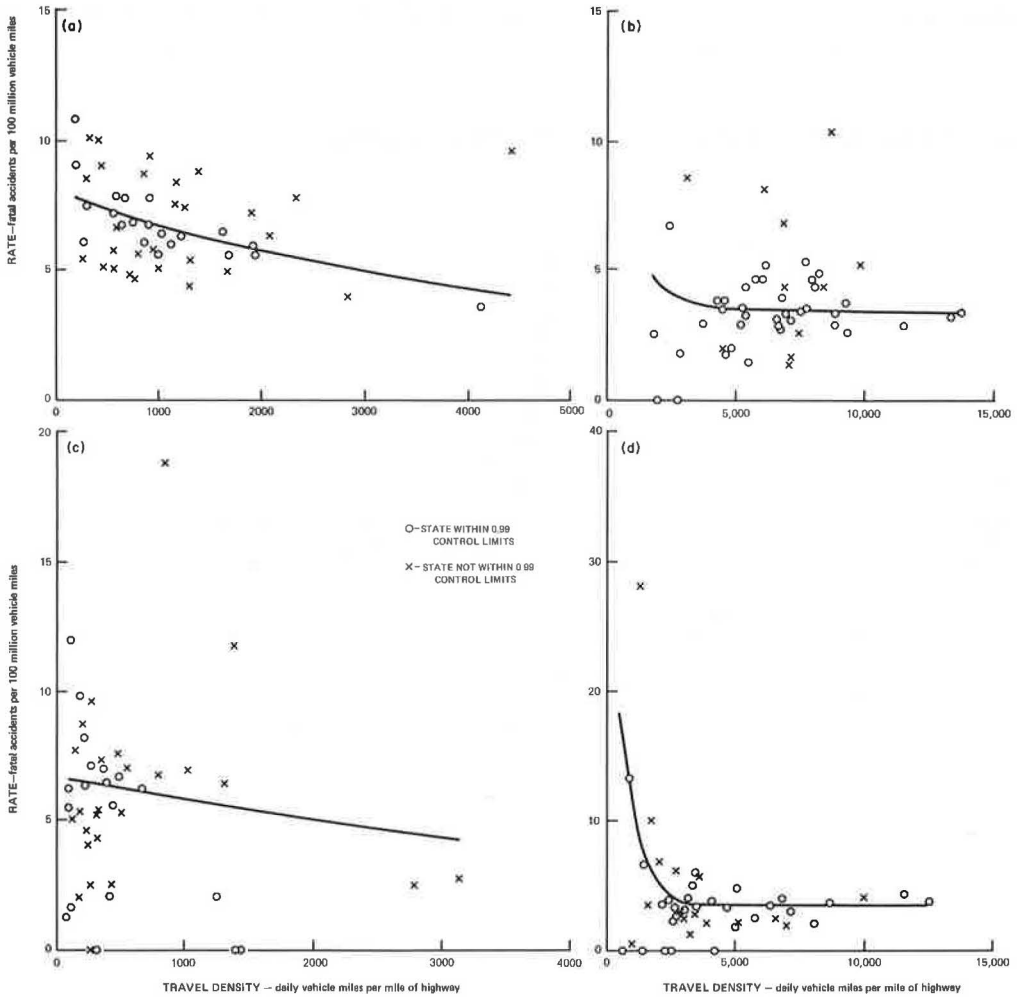 (a)
15
10
5
0
0 1000 2000 3000 4000 5000
RATE—fatal accidents per 100 million vehicle miles
(b)
15
10
5
0
0 5,000 10,000 15,000
(c)
20
15
10
5
0
0 1000 2000 3000 4000
RATE—fatal accidents per 100 million vehicle miles
TRAVEL DENSITY — daily vehicle miles per mile of highway
O—STATE WITHIN 0.99
CONTROL LIMITS
×—STATE NOT WITHIN 0 99
CONTROL LIMITS
(d)
40
30
20
10
0
0 5,000 10,000 15,000
TRAVEL DENSITY — daily vehicle miles per mile of highway